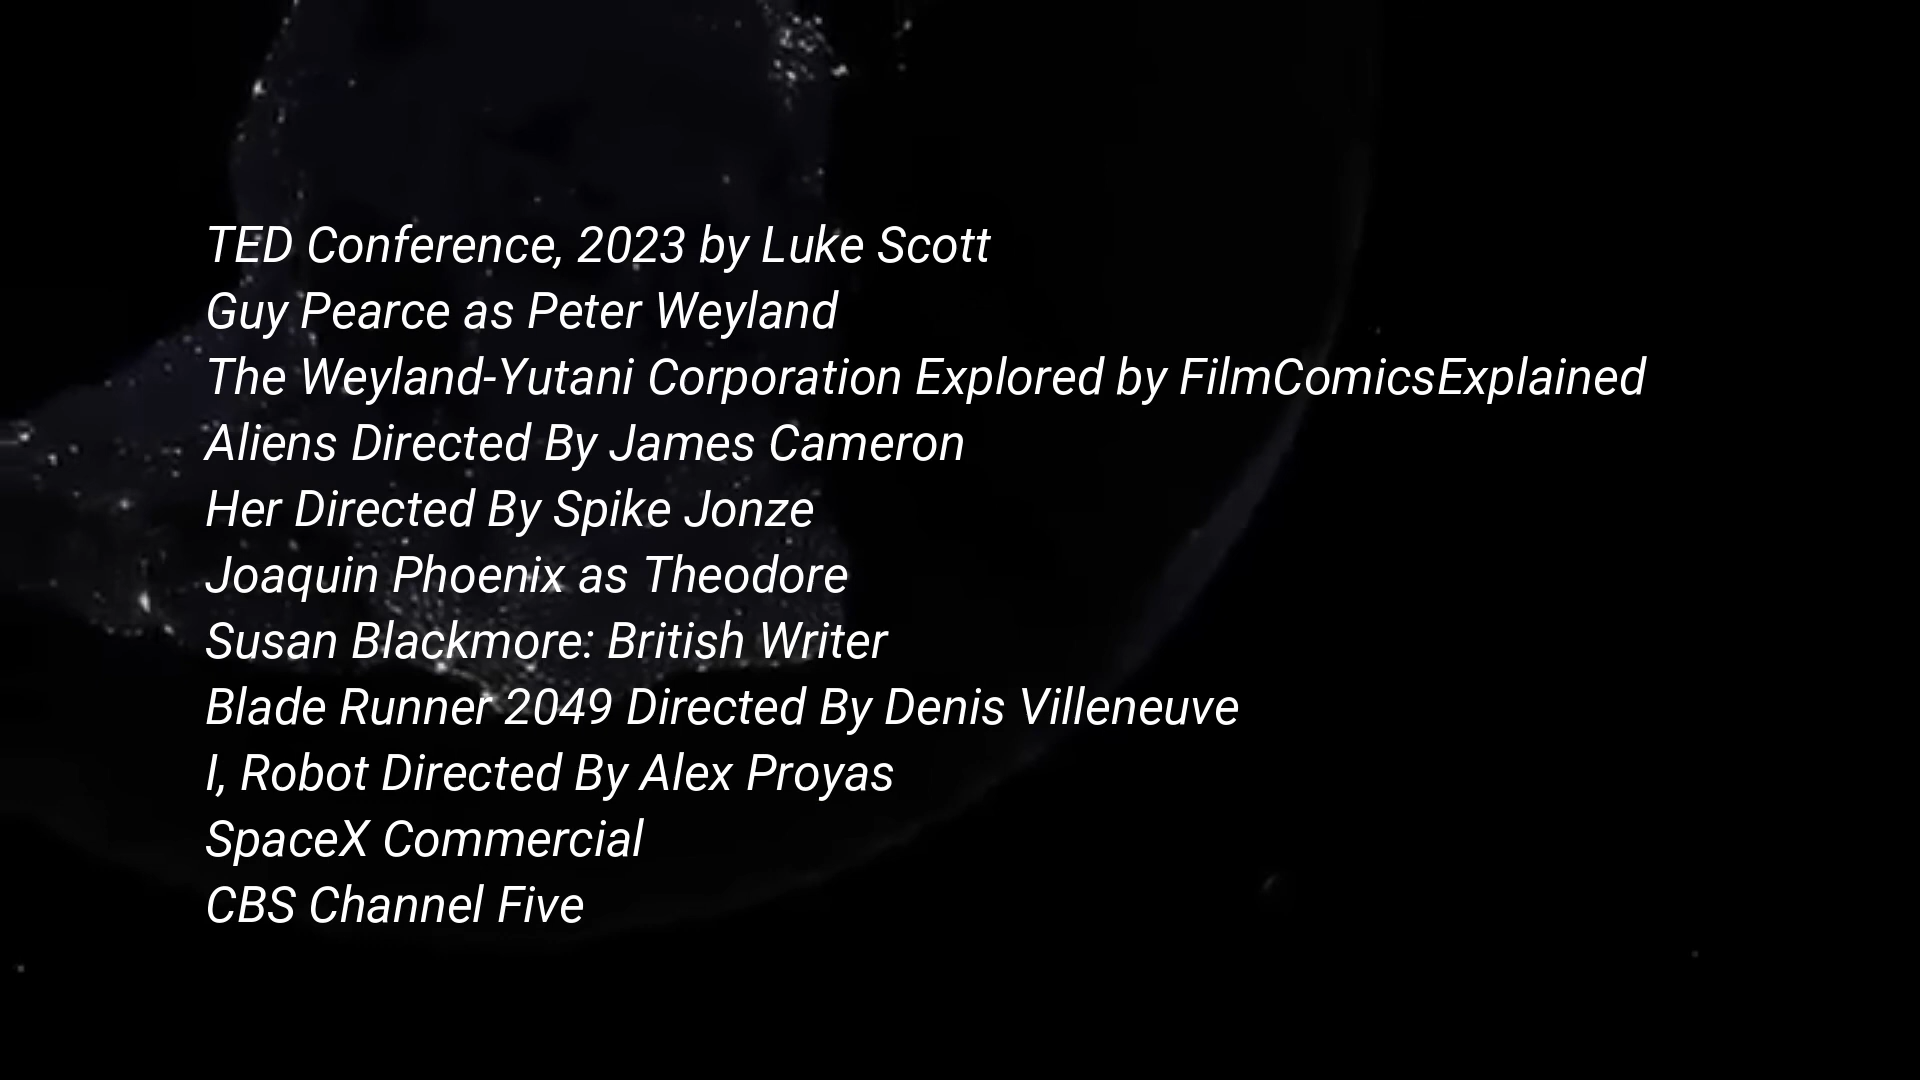 TED Conference, 2023 by Luke Scott
Guy Pearce as Peter Weyland
The Weyland-Yutani Corporation Explored by FilmComicsExplained
Aliens Directed By James Cameron
Her Directed By Spike Jonze
Joaquin Phoenix as Theodore
Susan Blackmore: British Writer
Blade Runner 2049 Directed By Denis Villeneuve
I, Robot Directed By Alex Proyas
SpaceX Commercial
CBS Channel Five